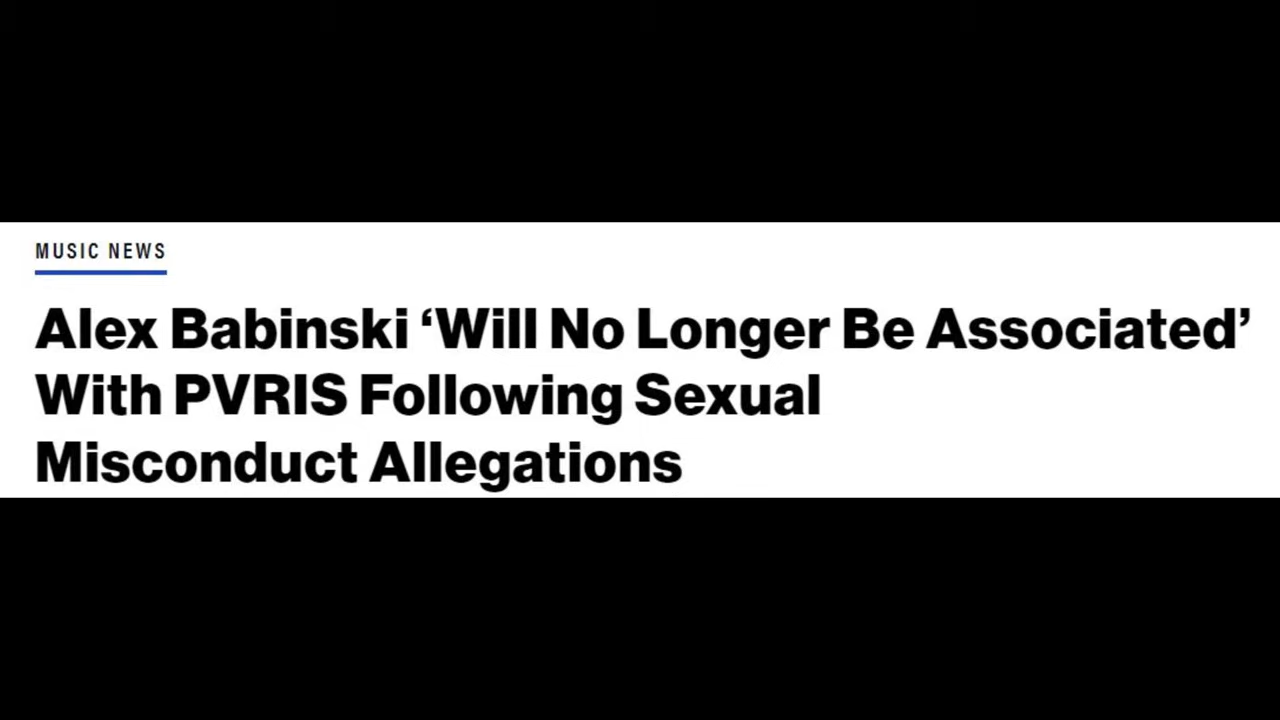 MUSIC NEWS
Alex Babinski ‘Will No Longer Be Associated’
With PVRIS Following Sexual
Misconduct Allegations